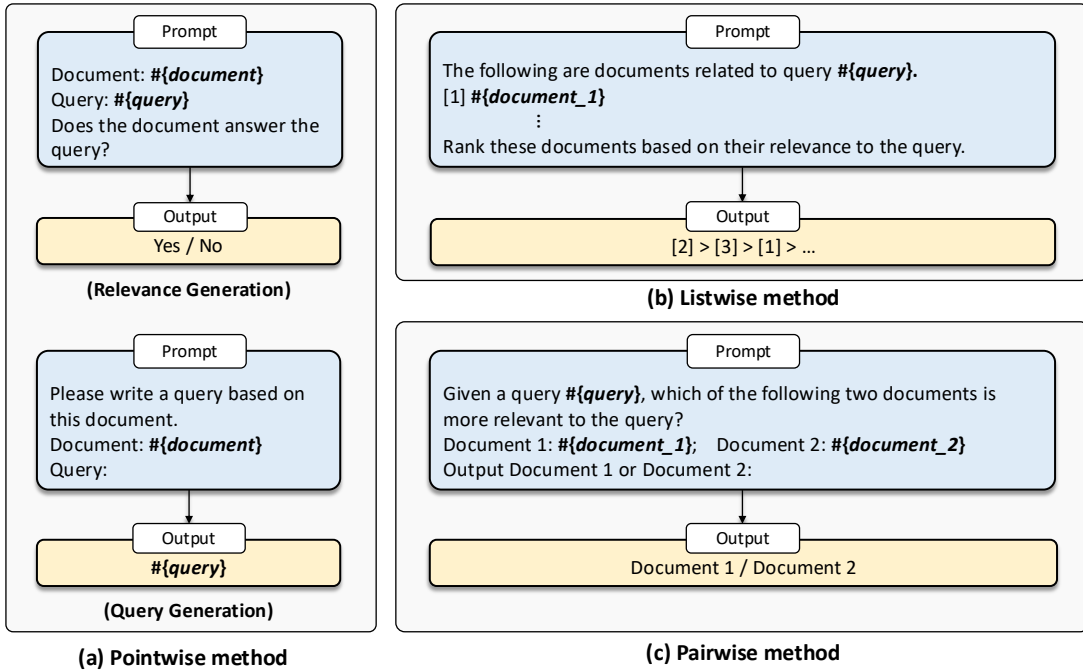 Prompt
Document: #{document}
Query: #{query}
Does the document answer the
query?
Output
Yes / No
(Relevance Generation)
Prompt
Please write a query based on
this document.
Document: #{document}
Query:
Output
#{query}
(Query Generation)
(a) Pointwise method
Prompt
The following are documents related to query #{query}.
[1] #{document_1}
⋮
Rank these documents based on their relevance to the query.
Output
[2] > [3] > [1] > ...
(b) Listwise method
Prompt
Given a query #{query}, which of the following two documents is
more relevant to the query?
Document 1: #{document_1}; Document 2: #{document_2}
Output Document 1 or Document 2:
Output
Document 1 / Document 2
(c) Pairwise method